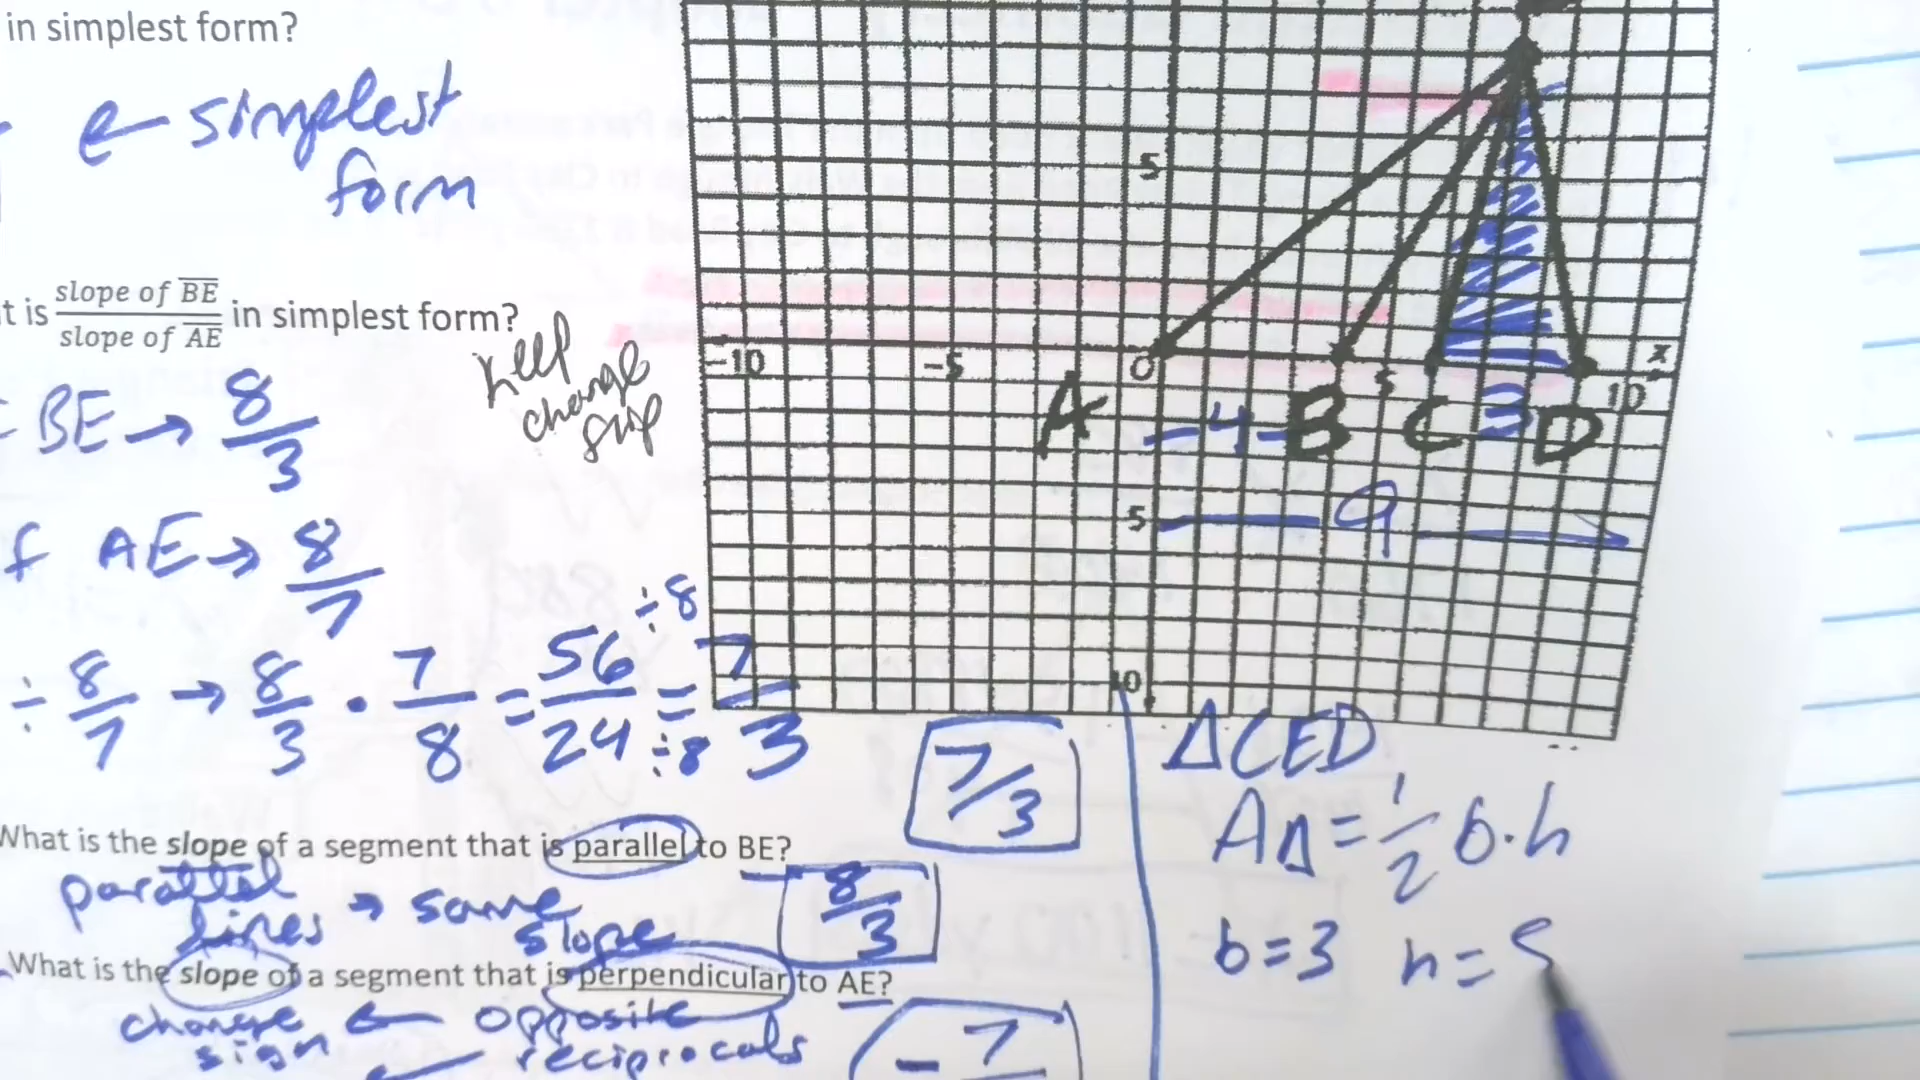 in simplest form?
← simplest
form
t is slope of BE / slope of AE in simplest form?
Keep
change
flip
BE → 8/3
f AE → 8/7
÷ 8/7 → 8/3 · 7/8 = 56/24 ÷8/÷8 = 7/3
7/3
What is the slope of a segment that is parallel to BE?
parallel
lines → same
slope
8/3
What is the slope of a segment that is perpendicular to AE?
change ← opposite
sign ← reciprocals
- 7
5
-10 -5 0 5 10 x
A -4- B C 3 D
5 9
10
ΔCED
AΔ = 1/2 b·h
b=3 h=